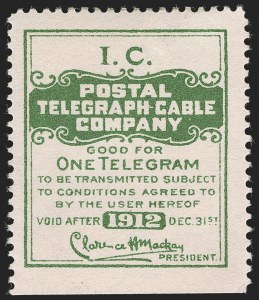 I. C.
POSTAL
TELEGRAPH-CABLE
COMPANY
GOOD FOR
ONE TELEGRAM
TO BE TRANSMITTED SUBJECT
TO CONDITIONS AGREED TO
BY THE USER HEREOF
VOID AFTER 1912 DEC. 31ST.
Clarence H Mackay
PRESIDENT.